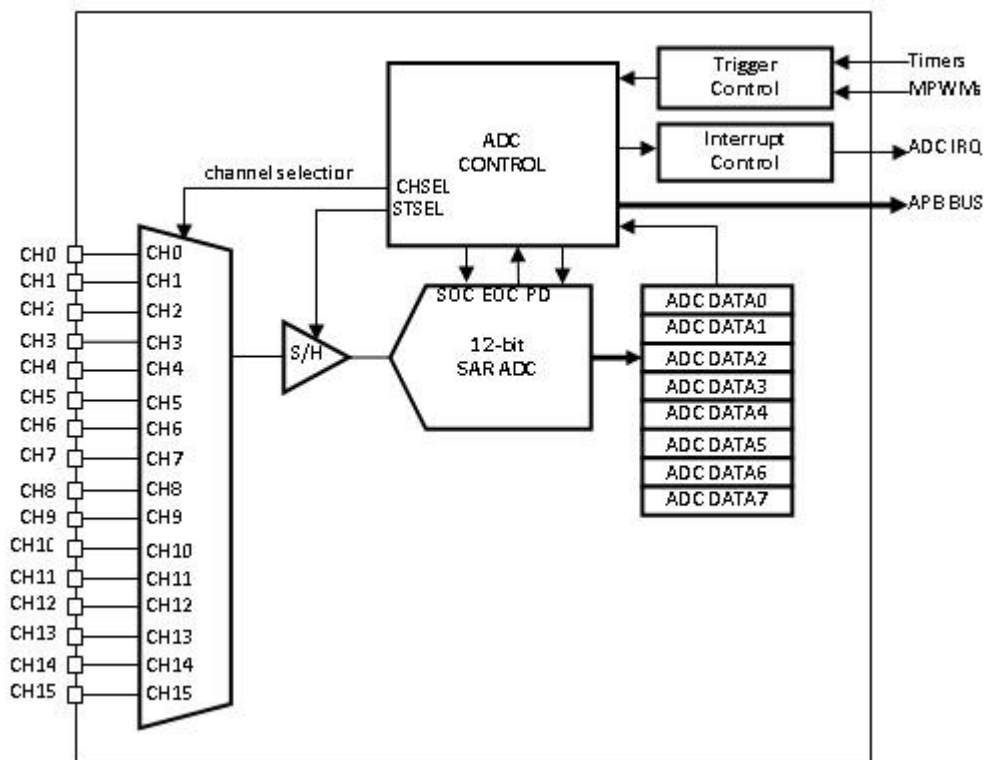 Timers
MPWMs
Trigger
Control
ADC IRQ
Interrupt
Control
APB BUS
ADC
CONTROL
CHSEL
STSEL
channel selection
CH0
CH1
CH2
CH3
CH4
CH5
CH6
CH7
CH8
CH9
CH10
CH11
CH12
CH13
CH14
CH15
CH0
CH1
CH2
CH3
CH4
CH5
CH6
CH7
CH8
CH9
CH10
CH11
CH12
CH13
CH14
CH15
S/H
SOC EOC PD
12-bit
SAR ADC
ADC DATA0
ADC DATA1
ADC DATA2
ADC DATA3
ADC DATA4
ADC DATA5
ADC DATA6
ADC DATA7